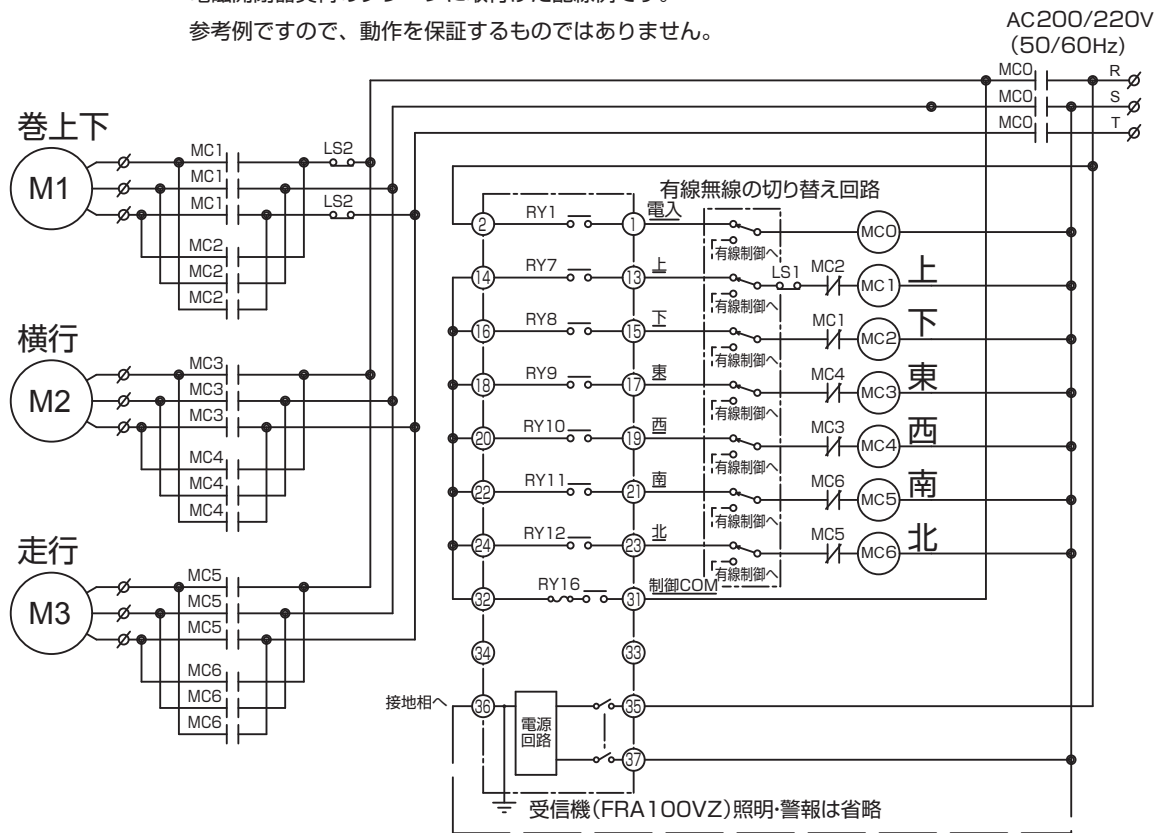 参考例ですので、動作を保証するものではありません。
AC200/220V
(50/60Hz)
MC0
R
MC0
S
MC0
T
巻上下
M1
MC1
MC1
MC1
LS2
LS2
MC2
MC2
MC2
横行
M2
MC3
MC3
MC3
MC4
MC4
MC4
走行
M3
MC5
MC5
MC5
MC6
MC6
MC6
有線無線の切り替え回路
2
RY1
1
電入
有線制御へ
MC0
14
RY7
13
上
有線制御へ
LS1
MC2
MC1
上
16
RY8
15
下
有線制御へ
MC1
MC2
下
18
RY9
17
東
有線制御へ
MC4
MC3
東
20
RY10
19
西
有線制御へ
MC3
MC4
西
22
RY11
21
南
有線制御へ
MC6
MC5
南
24
RY12
23
北
有線制御へ
MC5
MC6
北
32
RY16
31
制御COM
34
33
接地相へ
36
電源
回路
35
37
受信機(FRA100VZ)照明・警報は省略